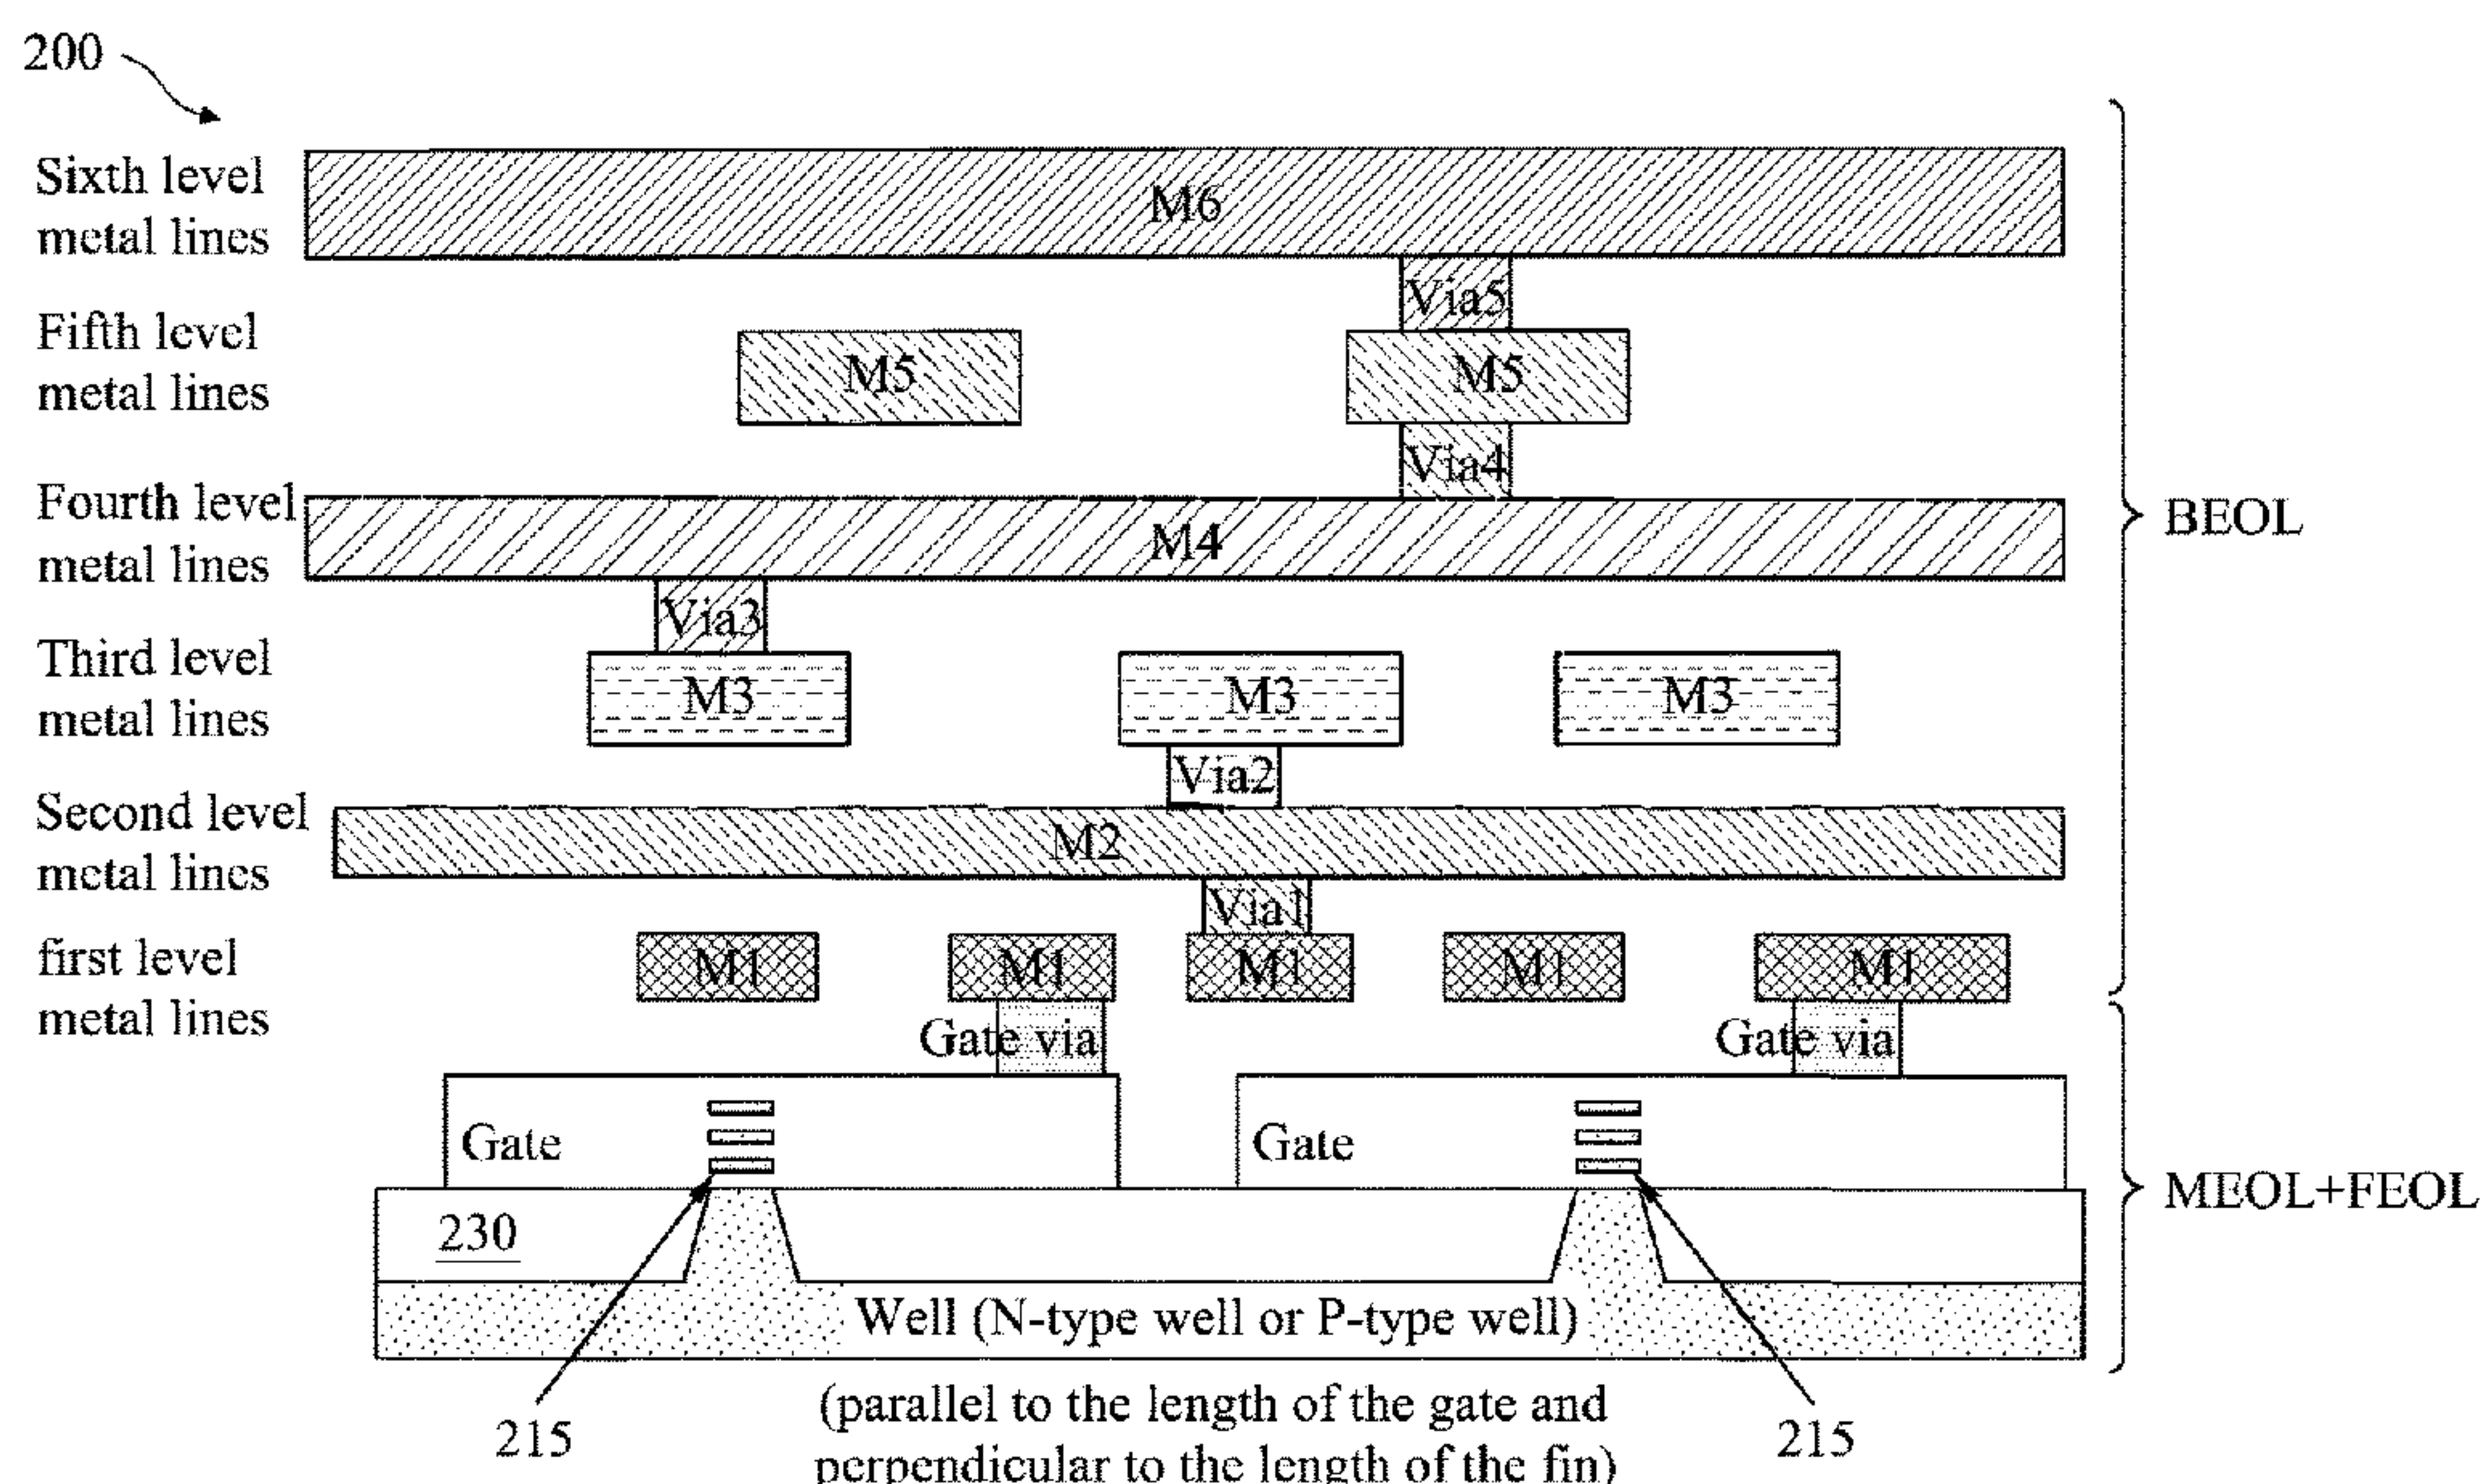 200
Sixth level
metal lines
M6
Via5
Fifth level
metal lines
M5
M5
Via4
Fourth level
metal lines
M4
BEOL
Via3
Third level
metal lines
M3
M3
M3
Via2
Second level
metal lines
M2
Via1
first level
metal lines
M1
M1
M1
M1
M1
Gate via
Gate via
Gate
Gate
MEOL+FEOL
230
Well (N-type well or P-type well)
215
(parallel to the length of the gate and
perpendicular to the length of the fin)
215